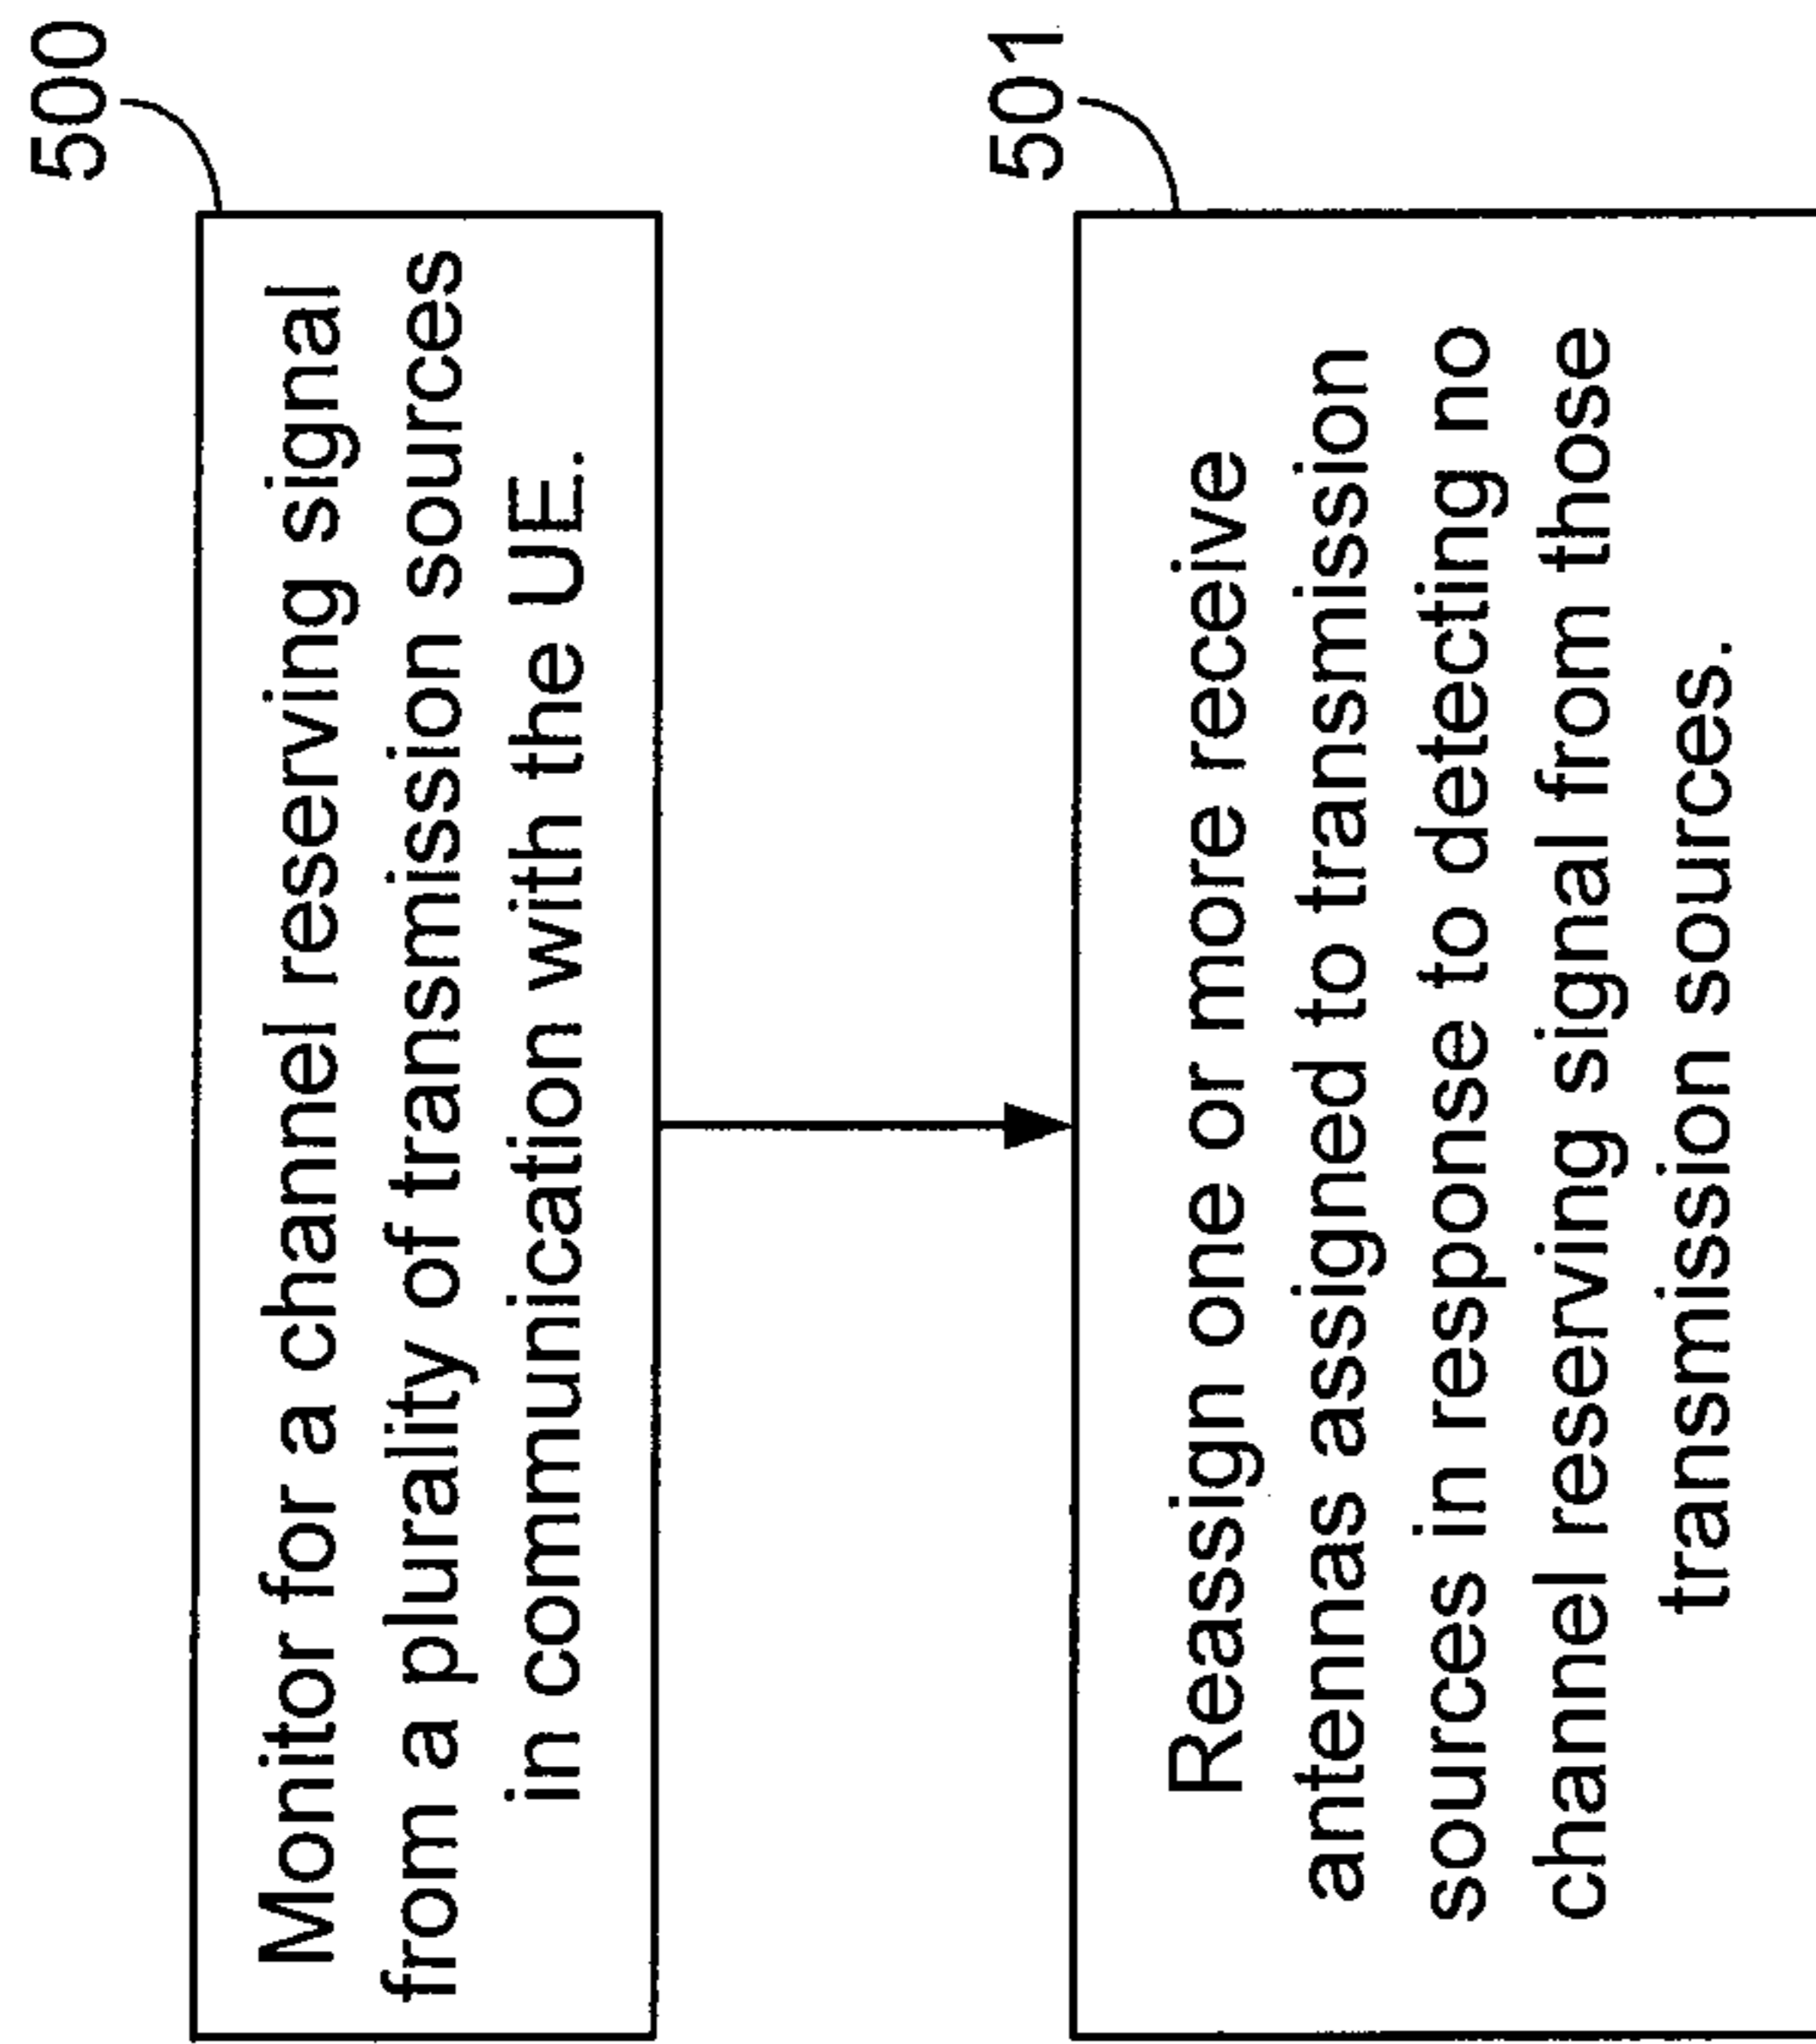 500
Monitor for a channel reserving signal
from a plurality of transmission sources
in communication with the UE.
501
Reassign one or more receive
antennas assigned to transmission
sources in response to detecting no
channel reserving signal from those
transmission sources.